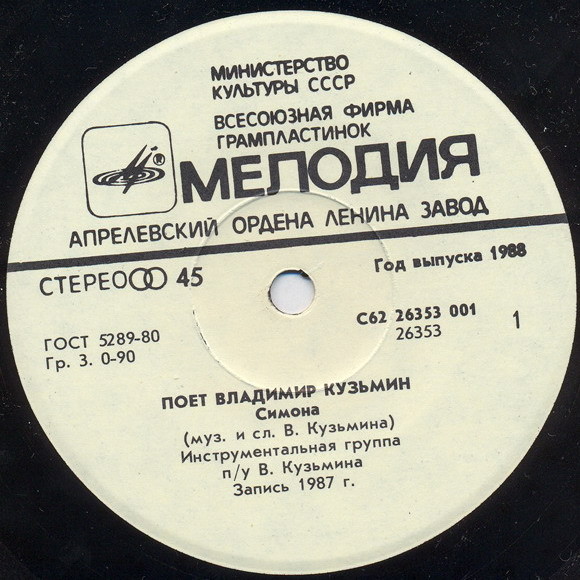 МИНИСТЕРСТВО
КУЛЬТУРЫ СССР
ВСЕСОЮЗНАЯ ФИРМА
ГРАМПЛАСТИНОК
®
МЕЛОДИЯ
АПРЕЛЕВСКИЙ ОРДЕНА ЛЕНИНА ЗАВОД
СТЕРЕО 45
Год выпуска 1988
ГОСТ 5289-80
Гр. 3. 0-90
С62 26353 001
26353
1
ПОЕТ ВЛАДИМИР КУЗЬМИН
Симона
(муз. и сл. В. Кузьмина)
Инструментальная группа
п/у В. Кузьмина
Запись 1987 г.